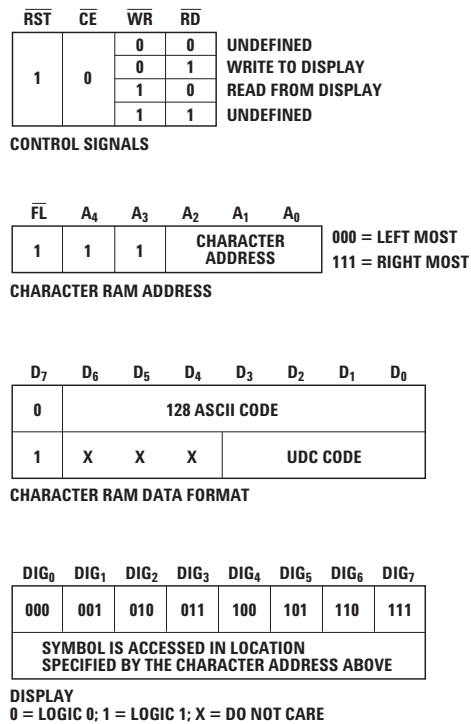 R̅S̅T̅ C̅E̅ W̅R̅ R̅D̅
1 0
0 0 UNDEFINED
0 1 WRITE TO DISPLAY
1 0 READ FROM DISPLAY
1 1 UNDEFINED
CONTROL SIGNALS
F̅L̅ A₄ A₃ A₂ A₁ A₀
1 1 1 CHARACTER ADDRESS
000 = LEFT MOST
111 = RIGHT MOST
CHARACTER RAM ADDRESS
D₇ D₆ D₅ D₄ D₃ D₂ D₁ D₀
0 128 ASCII CODE
1 X X X UDC CODE
CHARACTER RAM DATA FORMAT
DIG₀ DIG₁ DIG₂ DIG₃ DIG₄ DIG₅ DIG₆ DIG₇
000 001 010 011 100 101 110 111
SYMBOL IS ACCESSED IN LOCATION
SPECIFIED BY THE CHARACTER ADDRESS ABOVE
DISPLAY
0 = LOGIC 0; 1 = LOGIC 1; X = DO NOT CARE